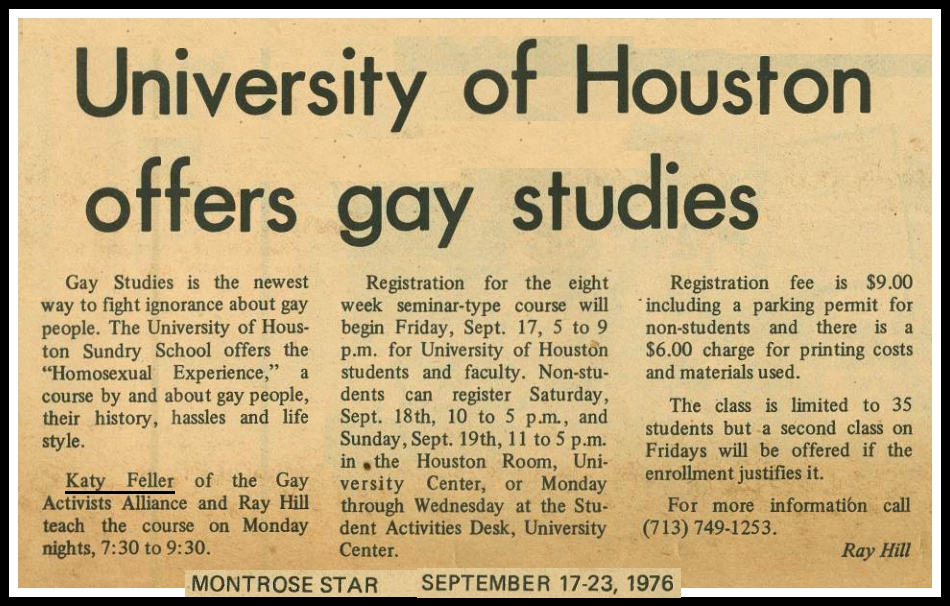 University of Houston
offers gay studies
Gay Studies is the newest
way to fight ignorance about gay
people. The University of Hous-
ton Sundry School offers the
“Homosexual Experience,” a
course by and about gay people,
their history, hassles and life
style.
Katy Feller of the Gay
Activists Alliance and Ray Hill
teach the course on Monday
nights, 7:30 to 9:30.
Registration for the eight
week seminar-type course will
begin Friday, Sept. 17, 5 to 9
p.m. for University of Houston
students and faculty. Non-stu-
dents can register Saturday,
Sept. 18th, 10 to 5 p.m., and
Sunday, Sept. 19th, 11 to 5 p.m.
in the Houston Room, Uni-
versity Center, or Monday
through Wednesday at the Stu-
dent Activities Desk, University
Center.
Registration fee is $9.00
including a parking permit for
non-students and there is a
$6.00 charge for printing costs
and materials used.
The class is limited to 35
students but a second class on
Fridays will be offered if the
enrollment justifies it.
For more information call
(713) 749-1253.
Ray Hill
MONTROSE STAR SEPTEMBER 17-23, 1976